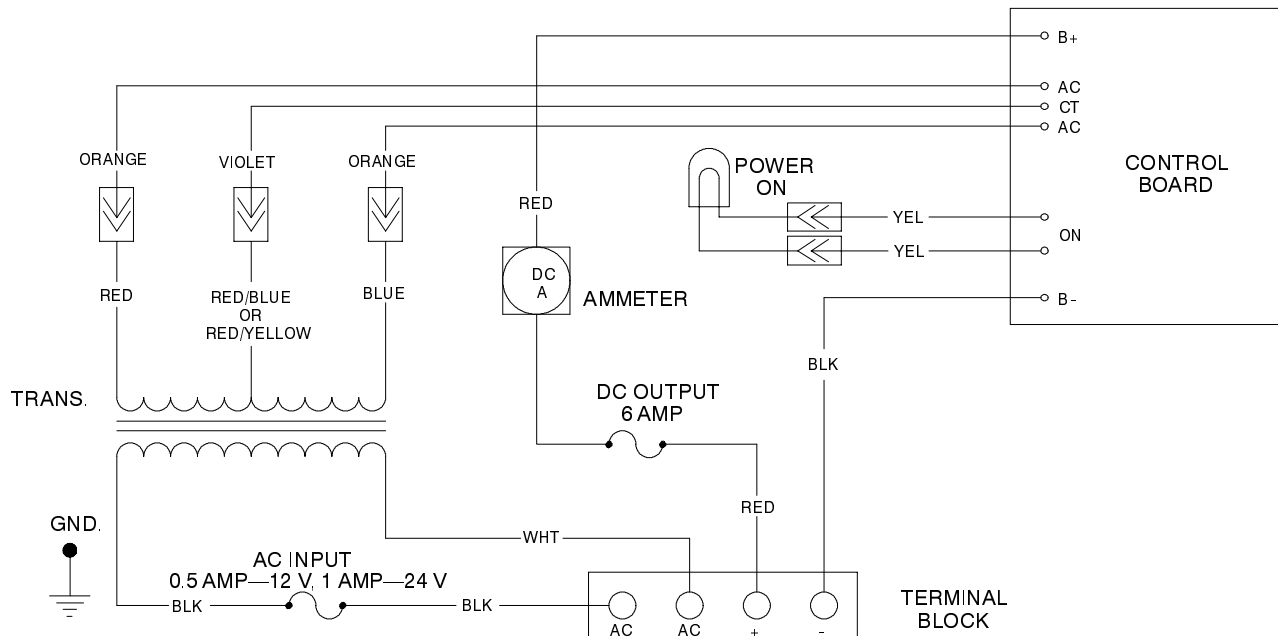 B+
AC
CT
AC
ORANGE
VIOLET
ORANGE
POWER
ON
CONTROL
BOARD
RED
YEL
YEL
ON
DC
A
AMMETER
RED
RED/BLUE
OR
RED/YELLOW
BLUE
B-
BLK
TRANS.
DC OUTPUT
6 AMP
RED
GND.
WHT
AC INPUT
0.5 AMP—12 V, 1 AMP—24 V
BLK
BLK
TERMINAL
BLOCK
AC
AC
+
-